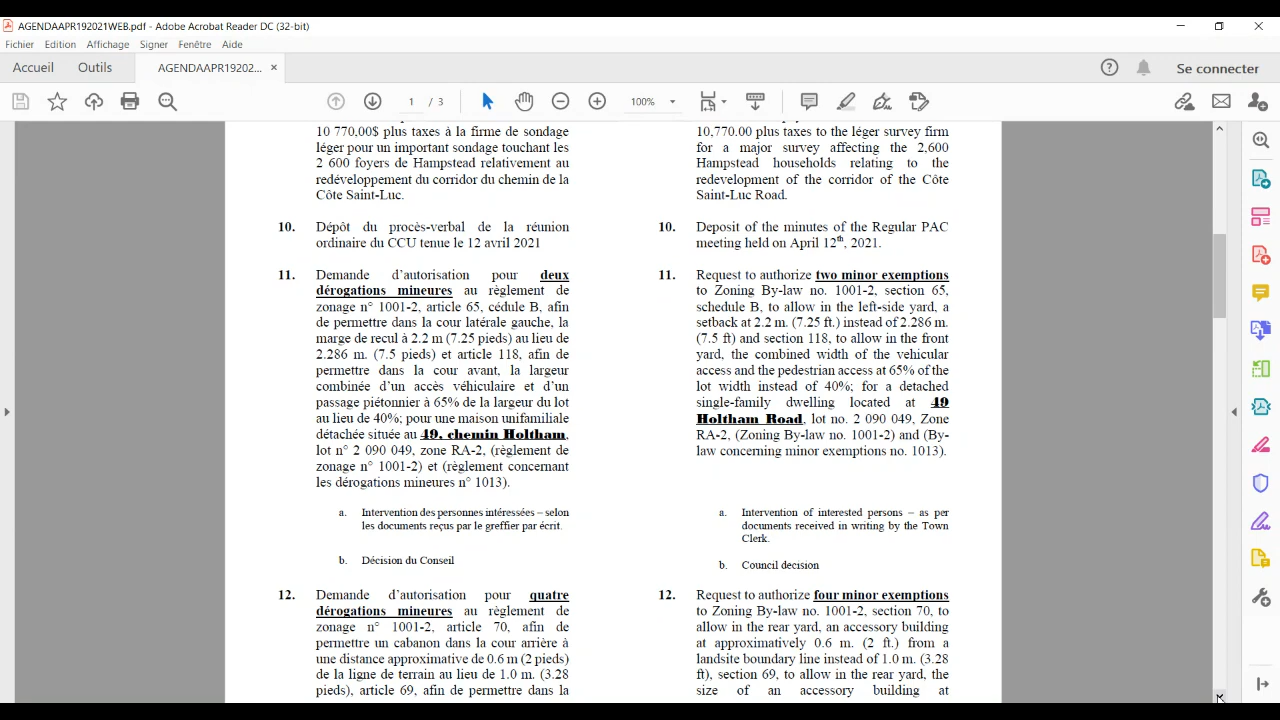 AGENDAAPR192021WEB.pdf - Adobe Acrobat Reader DC (32-bit)
Fichier Edition Affichage Signer Fenêtre Aide
Accueil Outils AGENDAAPR19202... × Se connecter
1 / 3 100%
10 770,00$ plus taxes à la firme de sondage
léger pour un important sondage touchant les
2 600 foyers de Hampstead relativement au
redéveloppement du corridor du chemin de la
Côte Saint-Luc.
10. Dépôt du procès-verbal de la réunion
ordinaire du CCU tenue le 12 avril 2021
11. Demande d'autorisation pour deux
dérogations mineures au règlement de
zonage n° 1001-2, article 65, cédule B, afin
de permettre dans la cour latérale gauche, la
marge de recul à 2.2 m (7.25 pieds) au lieu de
2.286 m. (7.5 pieds) et article 118, afin de
permettre dans la cour avant, la largeur
combinée d'un accès véhiculaire et d'un
passage piétonnier à 65% de la largeur du lot
au lieu de 40%; pour une maison unifamiliale
détachée située au 49, chemin Holtham,
lot n° 2 090 049, zone RA-2, (règlement de
zonage n° 1001-2) et (règlement concernant
les dérogations mineures n° 1013).
a. Intervention des personnes intéressées – selon
les documents reçus par le greffier par écrit.
b. Décision du Conseil
12. Demande d'autorisation pour quatre
dérogations mineures au règlement de
zonage n° 1001-2, article 70, afin de
permettre un cabanon dans la cour arrière à
une distance approximative de 0.6 m (2 pieds)
de la ligne de terrain au lieu de 1.0 m. (3.28
pieds), article 69, afin de permettre dans la
10,770.00 plus taxes to the léger survey firm
for a major survey affecting the 2,600
Hampstead households relating to the
redevelopment of the corridor of the Côte
Saint-Luc Road.
10. Deposit of the minutes of the Regular PAC
meeting held on April 12th, 2021.
11. Request to authorize two minor exemptions
to Zoning By-law no. 1001-2, section 65,
schedule B, to allow in the left-side yard, a
setback at 2.2 m. (7.25 ft.) instead of 2.286 m.
(7.5 ft) and section 118, to allow in the front
yard, the combined width of the vehicular
access and the pedestrian access at 65% of the
lot width instead of 40%; for a detached
single-family dwelling located at 49
Holtham Road, lot no. 2 090 049, Zone
RA-2, (Zoning By-law no. 1001-2) and (By-
law concerning minor exemptions no. 1013).
a. Intervention of interested persons – as per
documents received in writing by the Town
Clerk.
b. Council decision
12. Request to authorize four minor exemptions
to Zoning By-law no. 1001-2, section 70, to
allow in the rear yard, an accessory building
at approximatively 0.6 m. (2 ft.) from a
landsite boundary line instead of 1.0 m. (3.28
ft), section 69, to allow in the rear yard, the
size of an accessory building at